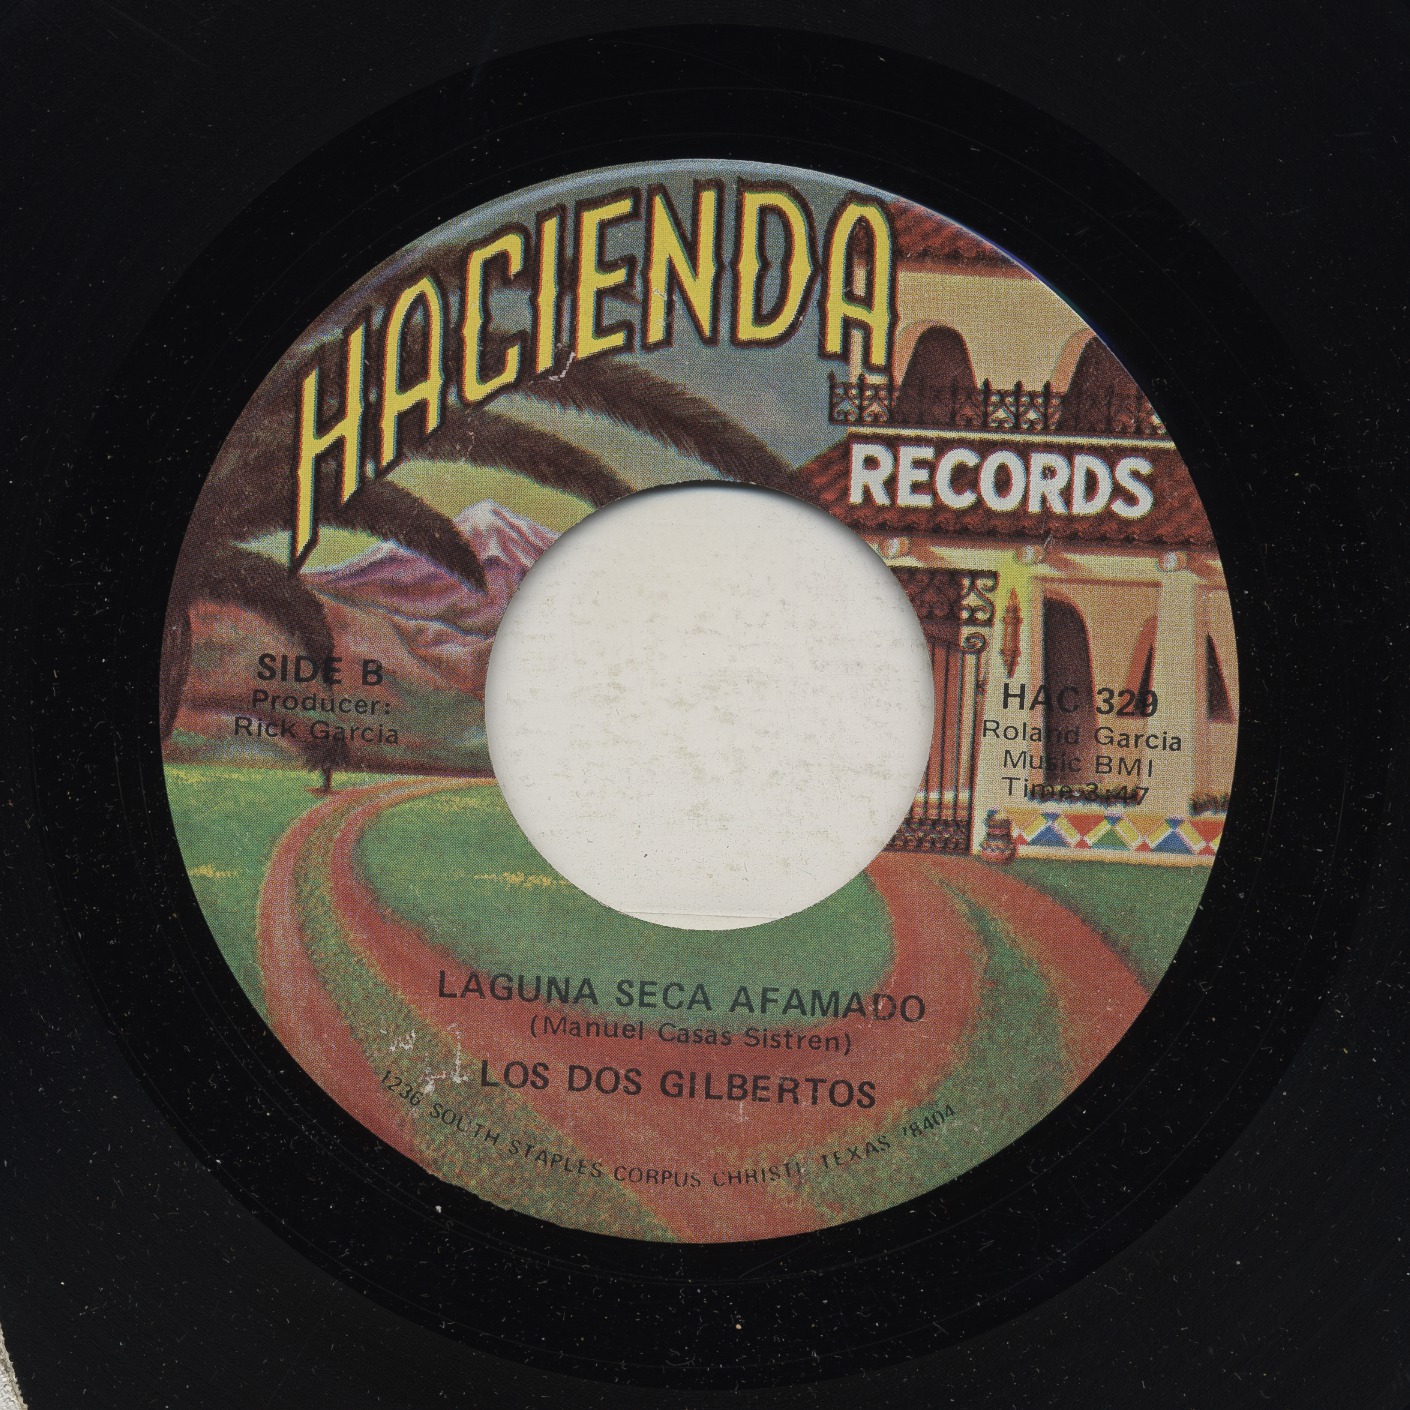 HACIENDA
RECORDS
SIDE B
Producer:
Rick Garcia
HAC 329
Roland Garcia
Music BMI
Time 3:47
LAGUNA SECA AFAMADO
(Manuel Casas Sistren)
LOS DOS GILBERTOS
1236 SOUTH STAPLES CORPUS CHRISTI, TEXAS 78404